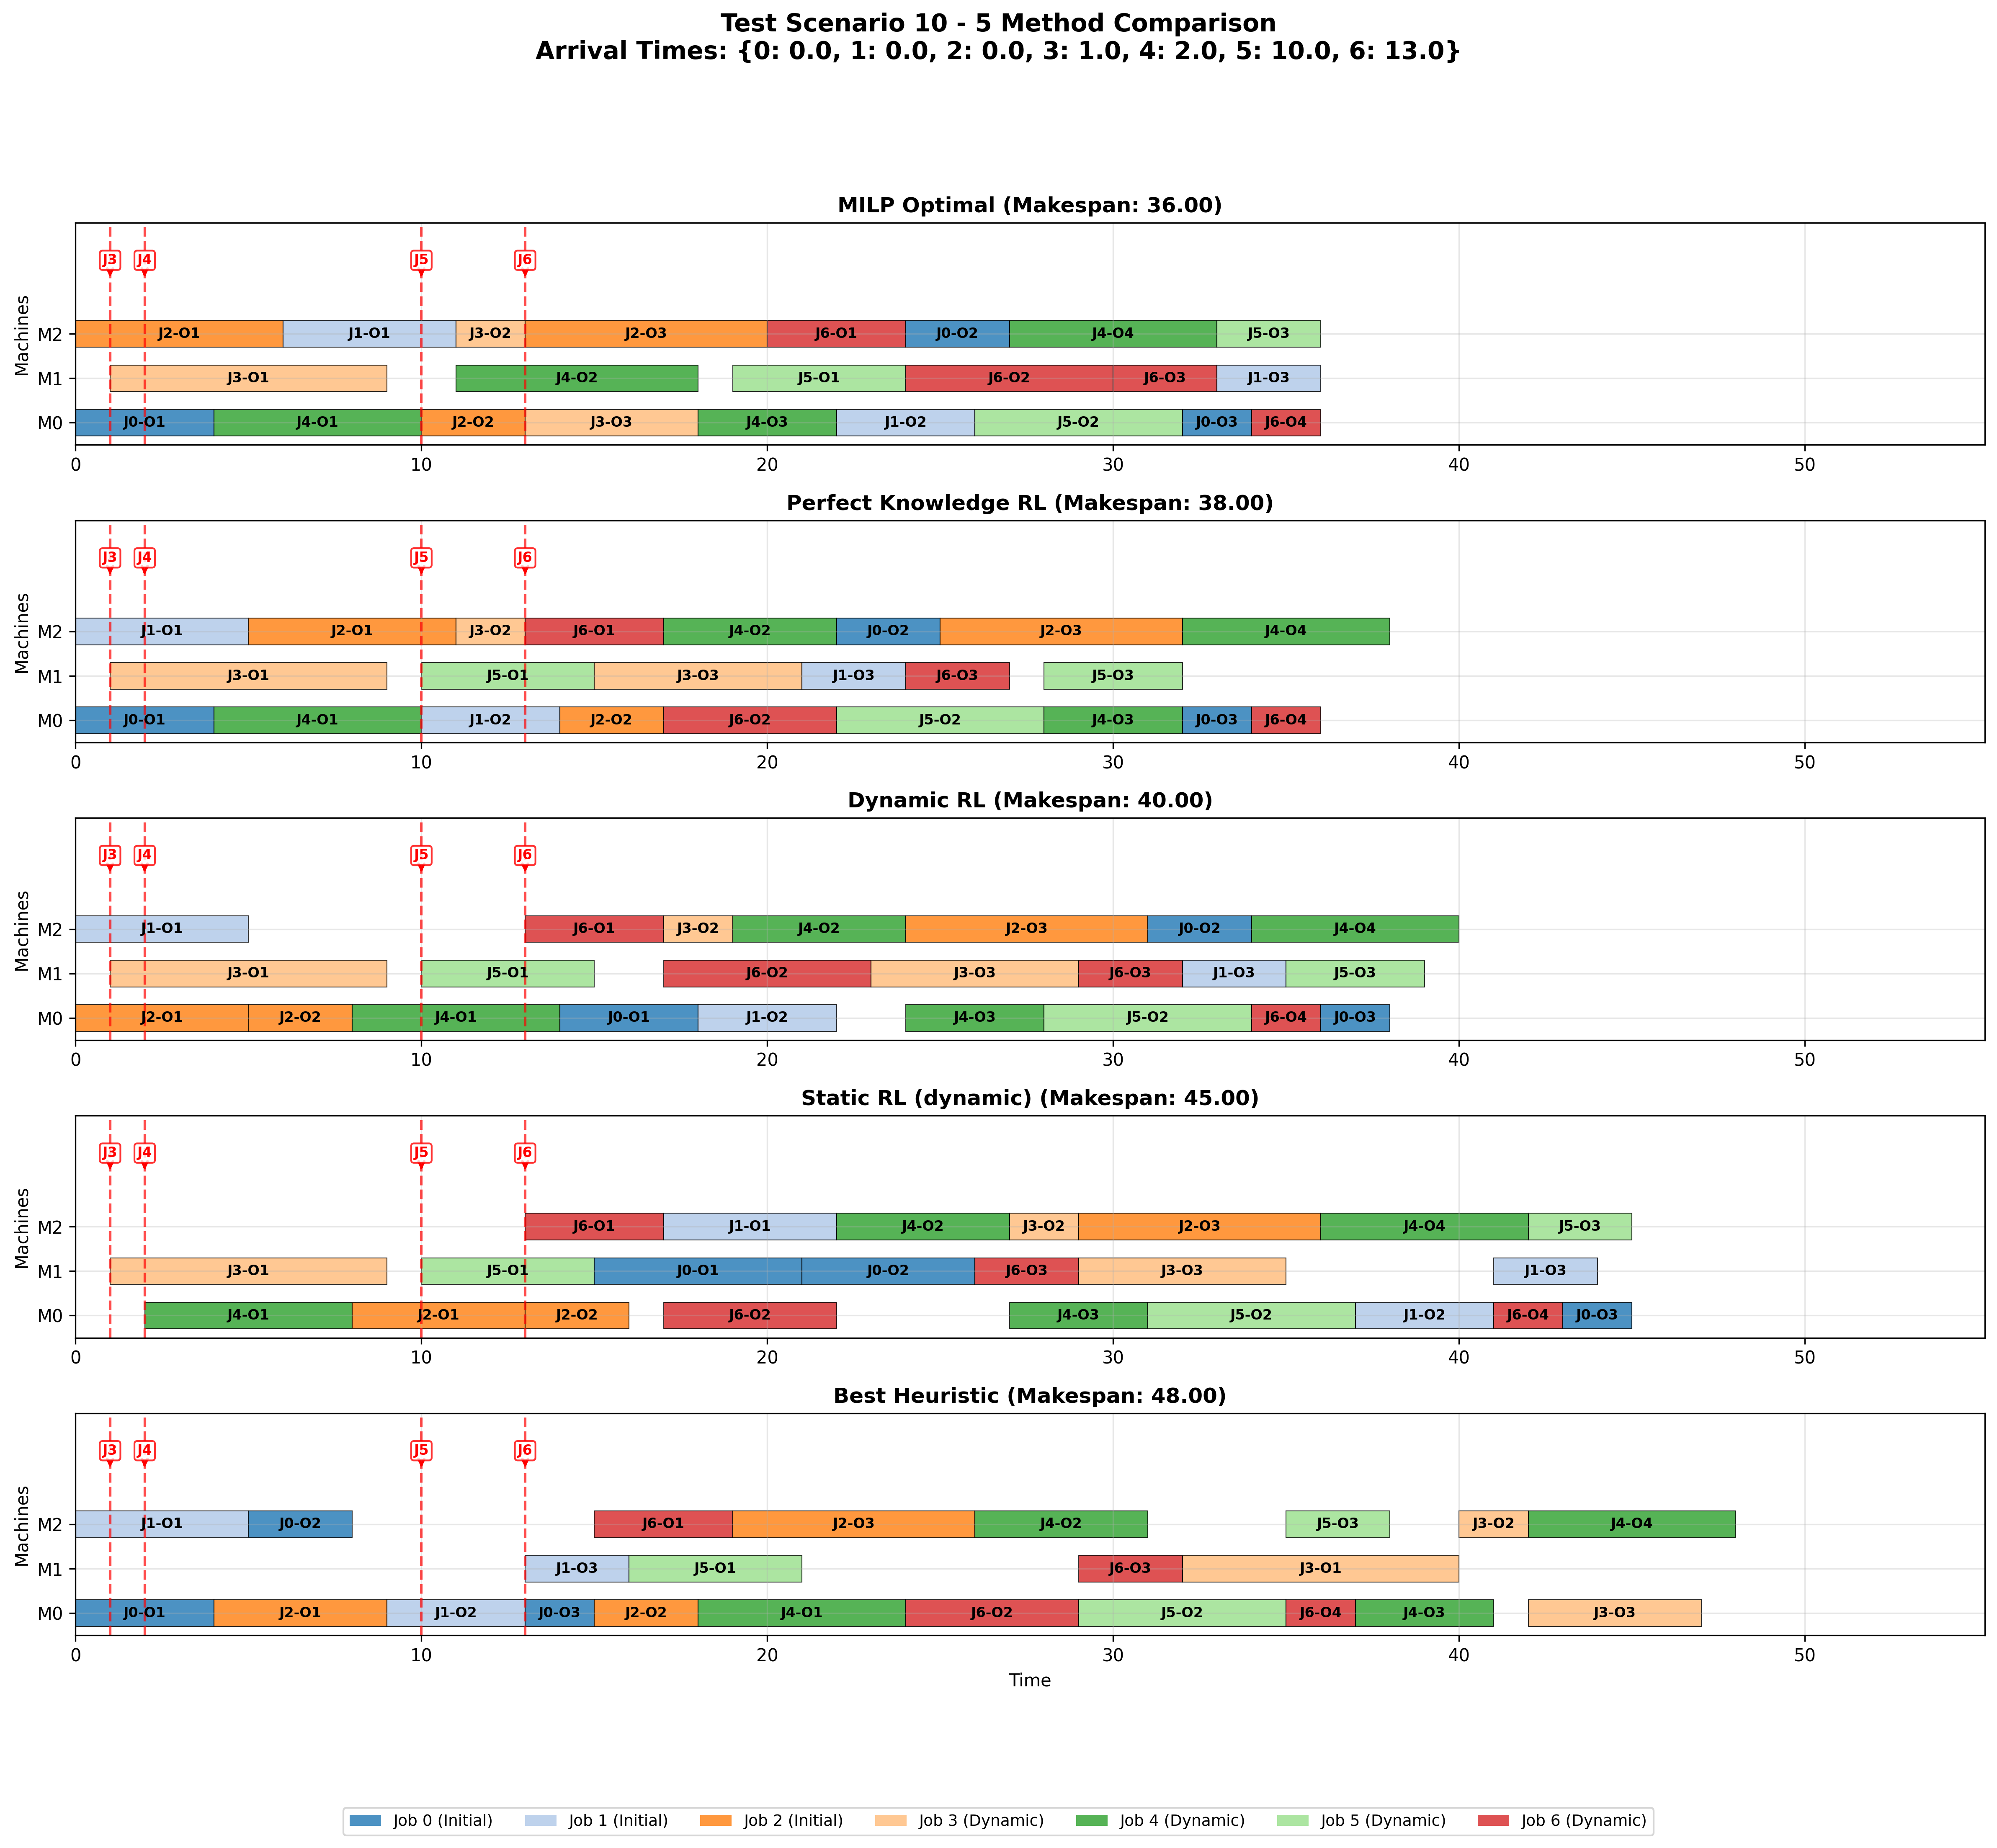 Test Scenario 10 - 5 Method Comparison
Arrival Times: {0: 0.0, 1: 0.0, 2: 0.0, 3: 1.0, 4: 2.0, 5: 10.0, 6: 13.0}
MILP Optimal (Makespan: 36.00)
J3 J4 J5 J6
Machines
M2 J2-O1 J1-O1 J3-O2 J2-O3 J6-O1 J0-O2 J4-O4 J5-O3
M1 J3-O1 J4-O2 J5-O1 J6-O2 J6-O3 J1-O3
M0 J0-O1 J4-O1 J2-O2 J3-O3 J4-O3 J1-O2 J5-O2 J0-O3 J6-O4
0 10 20 30 40 50
Perfect Knowledge RL (Makespan: 38.00)
J3 J4 J5 J6
Machines
M2 J1-O1 J2-O1 J3-O2 J6-O1 J4-O2 J0-O2 J2-O3 J4-O4
M1 J3-O1 J5-O1 J3-O3 J1-O3 J6-O3 J5-O3
M0 J0-O1 J4-O1 J1-O2 J2-O2 J6-O2 J5-O2 J4-O3 J0-O3 J6-O4
0 10 20 30 40 50
Dynamic RL (Makespan: 40.00)
J3 J4 J5 J6
Machines
M2 J1-O1 J6-O1 J3-O2 J4-O2 J2-O3 J0-O2 J4-O4
M1 J3-O1 J5-O1 J6-O2 J3-O3 J6-O3 J1-O3 J5-O3
M0 J2-O1 J2-O2 J4-O1 J0-O1 J1-O2 J4-O3 J5-O2 J6-O4 J0-O3
0 10 20 30 40 50
Static RL (dynamic) (Makespan: 45.00)
J3 J4 J5 J6
Machines
M2 J6-O1 J1-O1 J4-O2 J3-O2 J2-O3 J4-O4 J5-O3
M1 J3-O1 J5-O1 J0-O1 J0-O2 J6-O3 J3-O3 J1-O3
M0 J4-O1 J2-O1 J2-O2 J6-O2 J4-O3 J5-O2 J1-O2 J6-O4 J0-O3
0 10 20 30 40 50
Best Heuristic (Makespan: 48.00)
J3 J4 J5 J6
Machines
M2 J1-O1 J0-O2 J6-O1 J2-O3 J4-O2 J5-O3 J3-O2 J4-O4
M1 J1-O3 J5-O1 J6-O3 J3-O1
M0 J0-O1 J2-O1 J1-O2 J0-O3 J2-O2 J4-O1 J6-O2 J5-O2 J6-O4 J4-O3 J3-O3
0 10 20 30 40 50
Time
Job 0 (Initial) Job 1 (Initial) Job 2 (Initial) Job 3 (Dynamic) Job 4 (Dynamic) Job 5 (Dynamic) Job 6 (Dynamic)